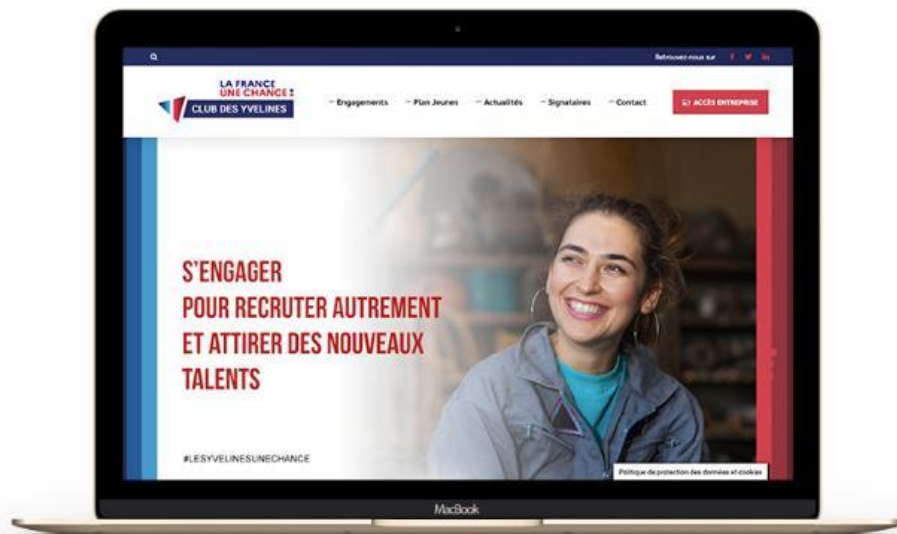 Retrouvez-nous sur
LA FRANCE
UNE CHANCE
CLUB DES YVELINES
Engagements
Plan Jeunes
Actualités
Signataires
Contact
ACCÈS ENTREPRISE
S'ENGAGER
POUR RECRUTER AUTREMENT
ET ATTIRER DES NOUVEAUX
TALENTS
#LESYVELINESUNECHANCE
Politique de protection des données et cookies
MacBook